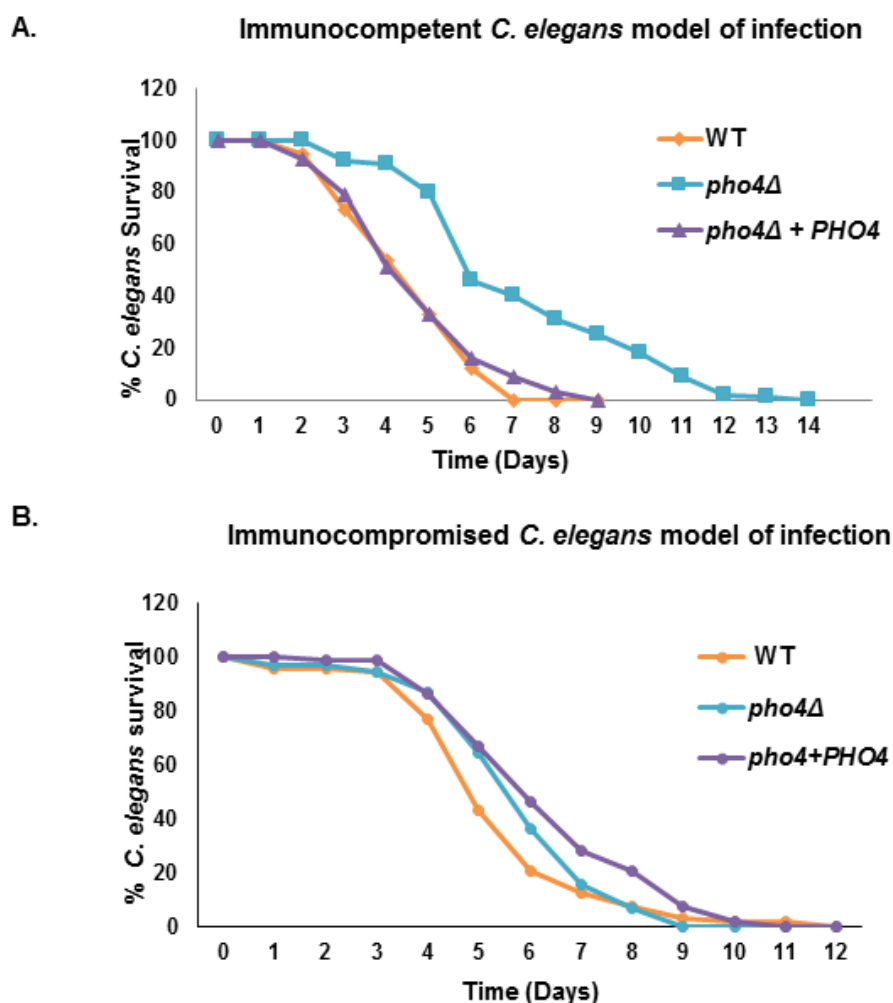 A.
Immunocompetent C. elegans model of infection
120
100
80
60
40
20
0
% C. elegans Survival
WT
pho4Δ
pho4Δ + PHO4
0 1 2 3 4 5 6 7 8 9 10 11 12 13 14
Time (Days)
B.
Immunocompromised C. elegans model of infection
120
100
80
60
40
20
0
% C. elegans survival
WT
pho4Δ
pho4+PHO4
0 1 2 3 4 5 6 7 8 9 10 11 12
Time (Days)